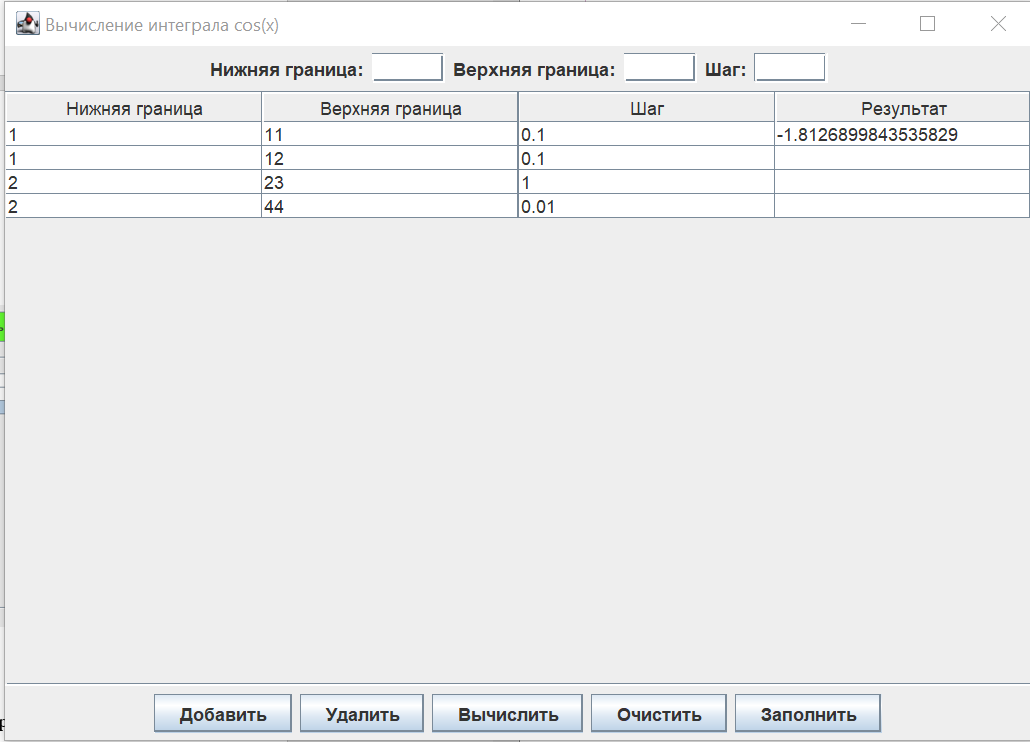 Вычисление интеграла cos(x)
Нижняя граница: Верхняя граница: Шаг:
Нижняя граница Верхняя граница Шаг Результат
1 11 0.1 -1.8126899843535829
1 12 0.1
2 23 1
2 44 0.01
Добавить Удалить Вычислить Очистить Заполнить